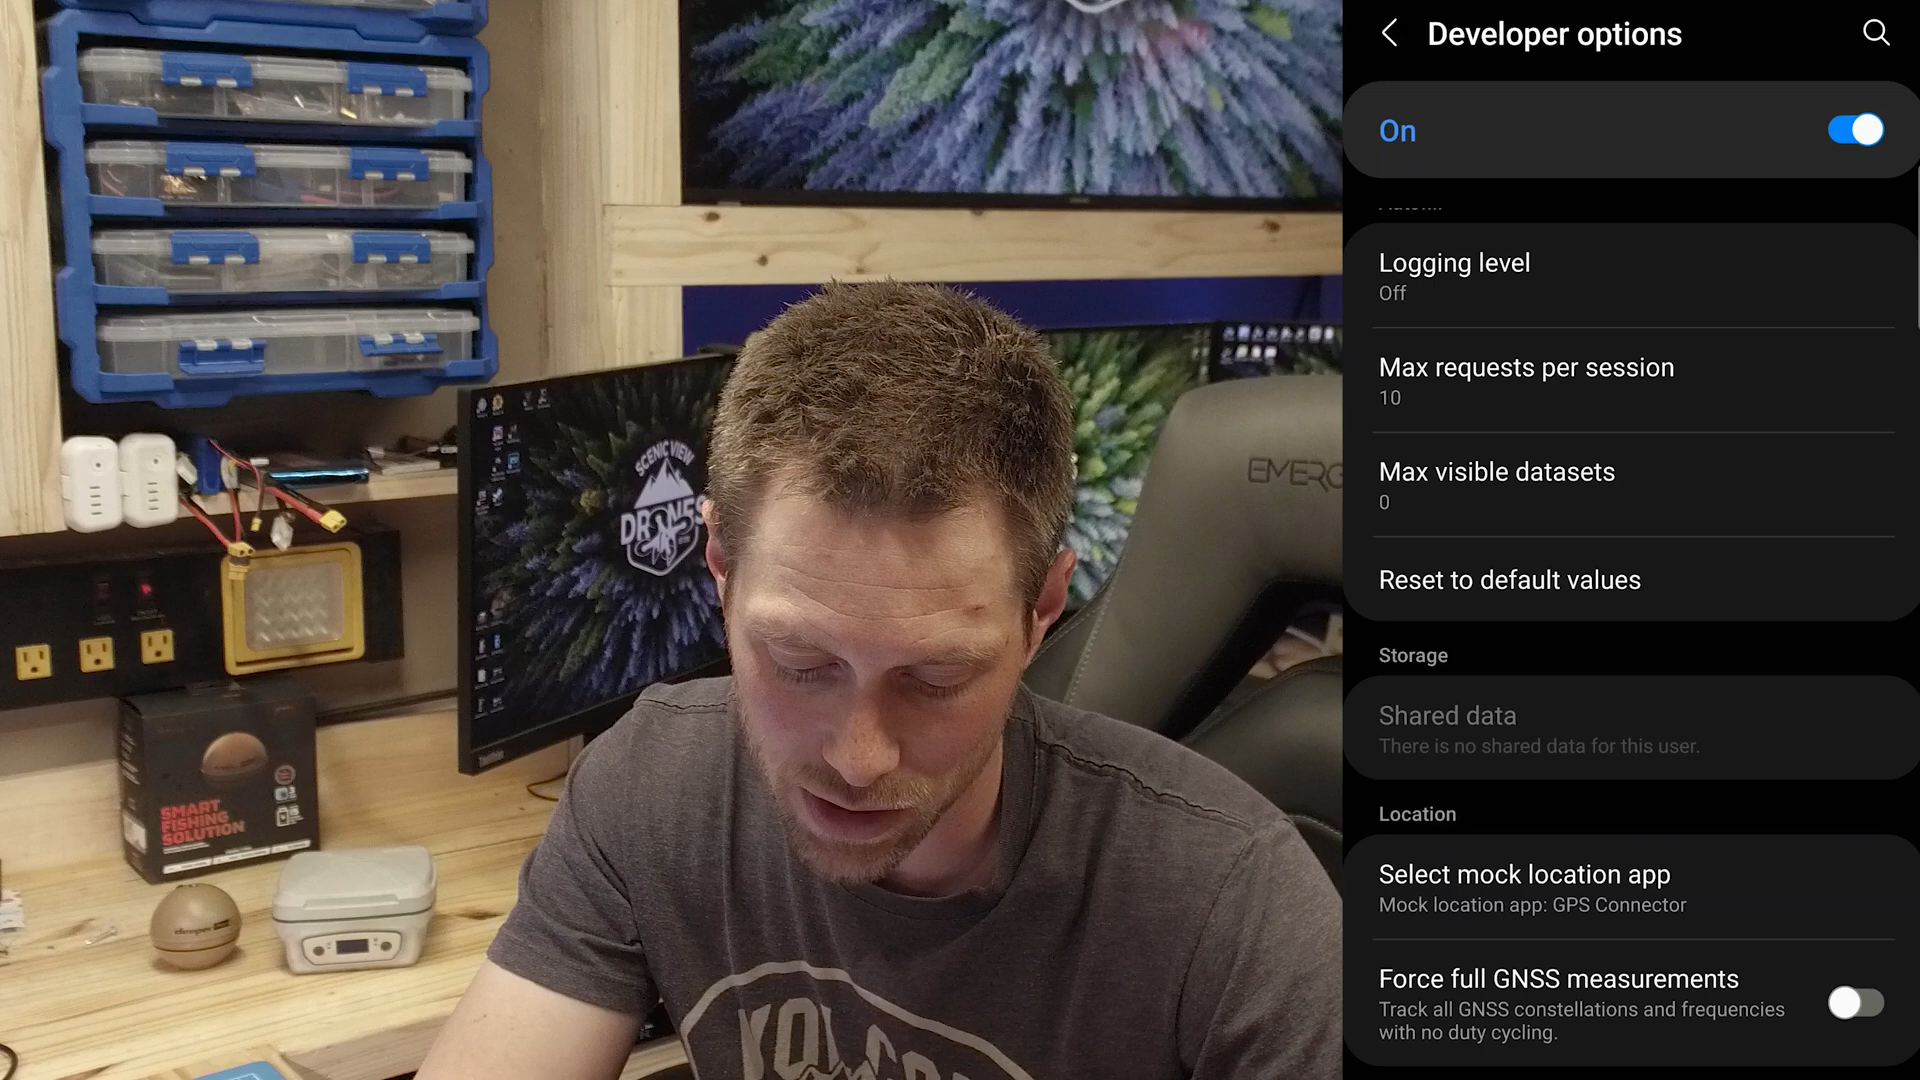 Developer options
On
Logging level
Off
Max requests per session
10
Max visible datasets
0
Reset to default values
Storage
Shared data
There is no shared data for this user.
Location
Select mock location app
Mock location app: GPS Connector
Force full GNSS measurements
Track all GNSS constellations and frequencies
with no duty cycling.
EMERG
SCENIC VIEW
DRONES
SMART
FISHING
SOLUTION
deeper